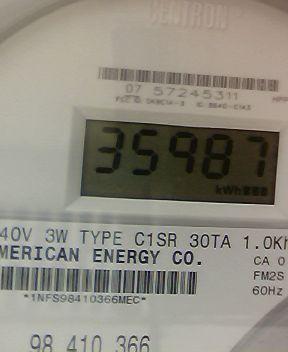 CENTRON
07 57245311
35987
kWh
40V 3W TYPE C1SR 30TA 1.0Kh
MERICAN ENERGY CO.
CA 0
FM2S
60Hz
*1NFS98410366MEC*
98 410 366